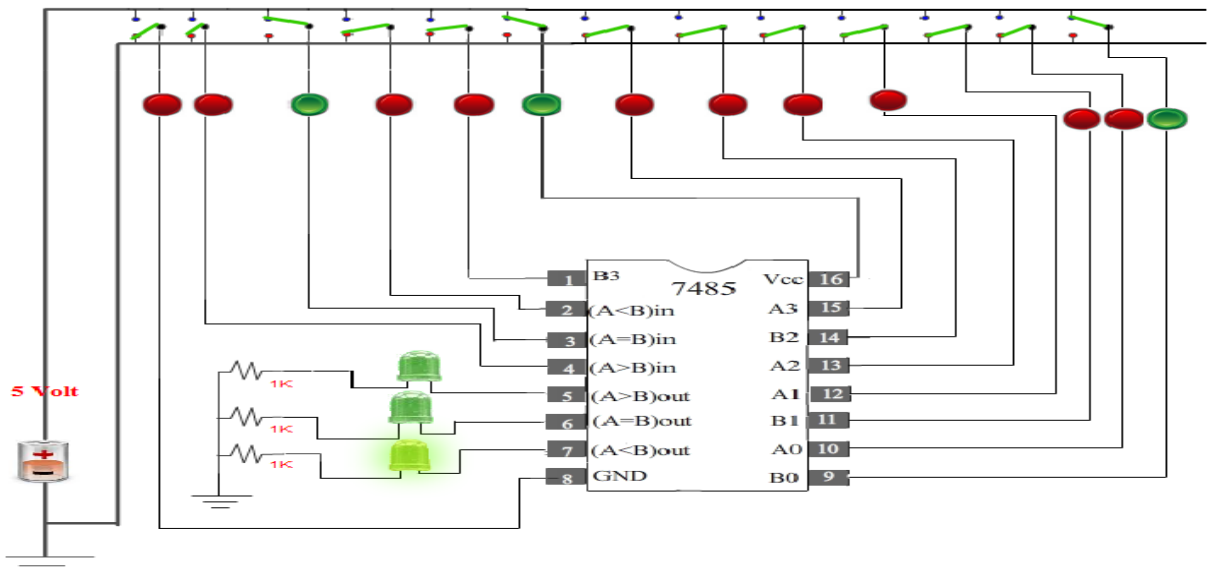 5 Volt
+
-
1K
1K
1K
7485
1 B3
2 (A<B)in
3 (A=B)in
4 (A>B)in
5 (A>B)out
6 (A=B)out
7 (A<B)out
8 GND
Vcc 16
A3 15
B2 14
A2 13
A1 12
B1 11
A0 10
B0 9